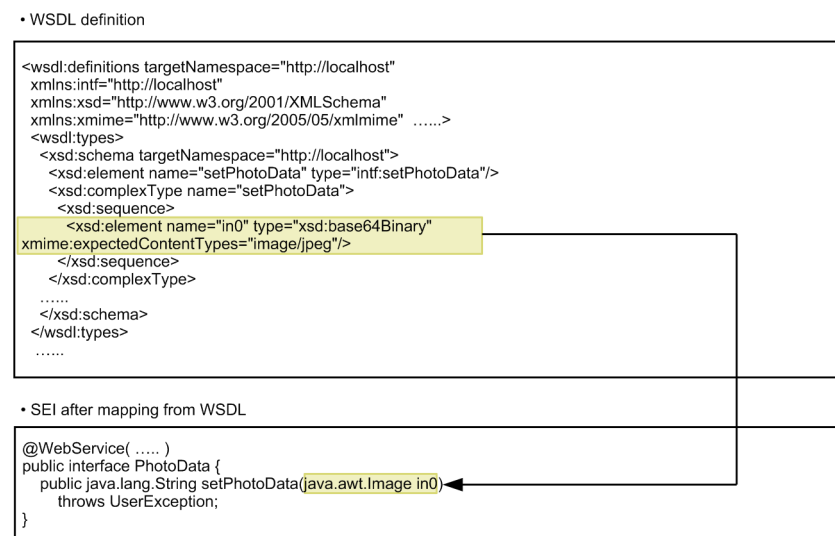 • WSDL definition
<wsdl:definitions targetNamespace="http://localhost"
xmlns:intf="http://localhost"
xmlns:xsd="http://www.w3.org/2001/XMLSchema"
xmlns:xmime="http://www.w3.org/2005/05/xmlmime" …...>
<wsdl:types>
<xsd:schema targetNamespace="http://localhost">
<xsd:element name="setPhotoData" type="intf:setPhotoData"/>
<xsd:complexType name="setPhotoData">
<xsd:sequence>
<xsd:element name="in0" type="xsd:base64Binary"
xmime:expectedContentTypes="image/jpeg"/>
</xsd:sequence>
</xsd:complexType>
…...
</xsd:schema>
</wsdl:types>
…...
• SEI after mapping from WSDL
@WebService( ….. )
public interface PhotoData {
public java.lang.String setPhotoData(java.awt.Image in0)
throws UserException;
}